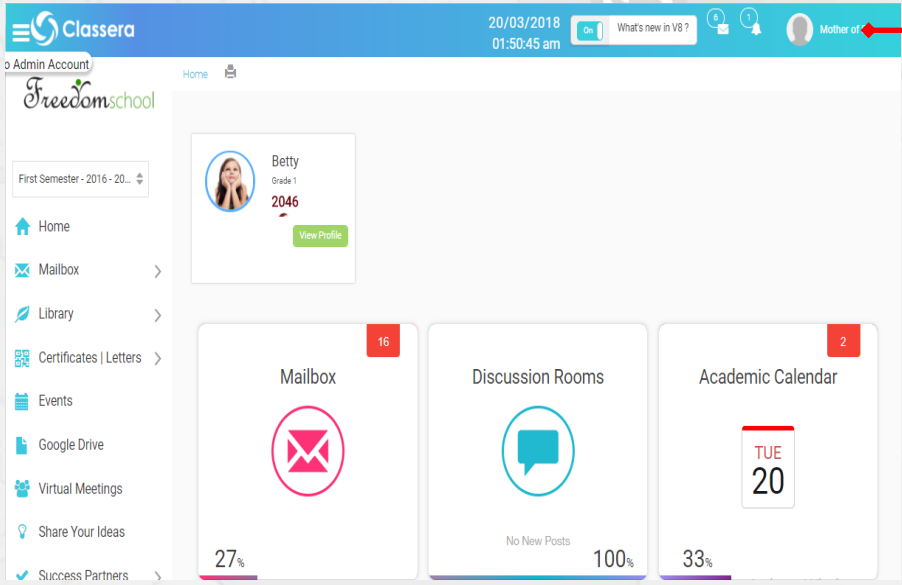 Classera
20/03/2018
01:50:45 am
On
What's new in V8 ?
6
1
Mother of
o Admin Account
Home
Freedomschool
First Semester - 2016 - 20...
Home
Mailbox
Library
Certificates | Letters
Events
Google Drive
Virtual Meetings
Share Your Ideas
Success Partners
Betty
Grade 1
2046
View Profile
16
Mailbox
27%
Discussion Rooms
No New Posts
100%
2
Academic Calendar
TUE
20
33%